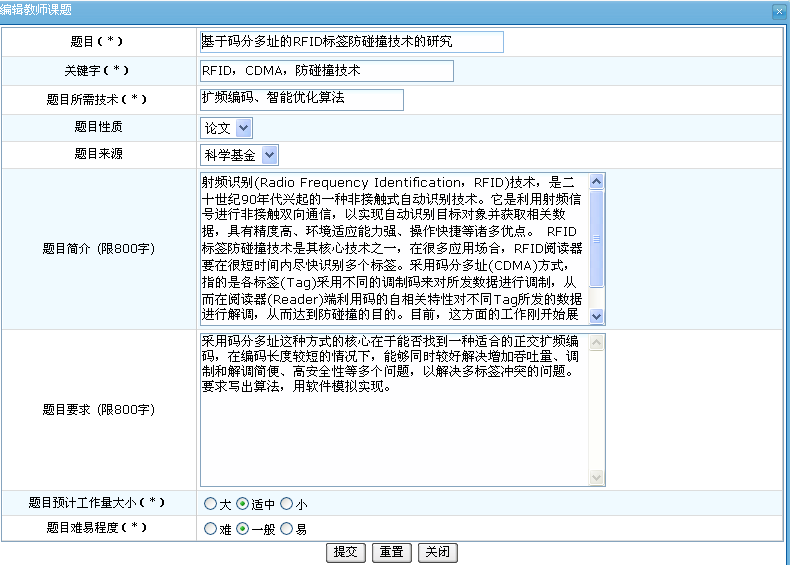 编辑教师课题
题目(*)
基于码分多址的RFID标签防碰撞技术的研究
关键字(*)
RFID，CDMA，防碰撞技术
题目所需技术(*)
扩频编码、智能优化算法
题目性质
论文
题目来源
科学基金
题目简介 (限800字)
射频识别(Radio Frequency Identification，RFID)技术，是二
十世纪90年代兴起的一种非接触式自动识别技术。它是利用射频信
号进行非接触双向通信，以实现自动识别目标对象并获取相关数
据，具有精度高、环境适应能力强、操作快捷等诸多优点。 RFID
标签防碰撞技术是其核心技术之一，在很多应用场合，RFID阅读器
要在很短时间内尽快识别多个标签。采用码分多址(CDMA)方式，
指的是各标签(Tag)采用不同的调制码来对所发数据进行调制，从
而在阅读器(Reader)端利用码的自相关特性对不同Tag所发的数据
进行解调，从而达到防碰撞的目的。目前，这方面的工作刚开始展
题目要求 (限800字)
采用码分多址这种方式的核心在于能否找到一种适合的正交扩频编
码，在编码长度较短的情况下，能够同时较好解决增加吞吐量、调
制和解调简便、高安全性等多个问题，以解决多标签冲突的问题。
要求写出算法，用软件模拟实现。
题目预计工作量大小(*)
大 适中 小
题目难易程度(*)
难 一般 易
提交 重置 关闭